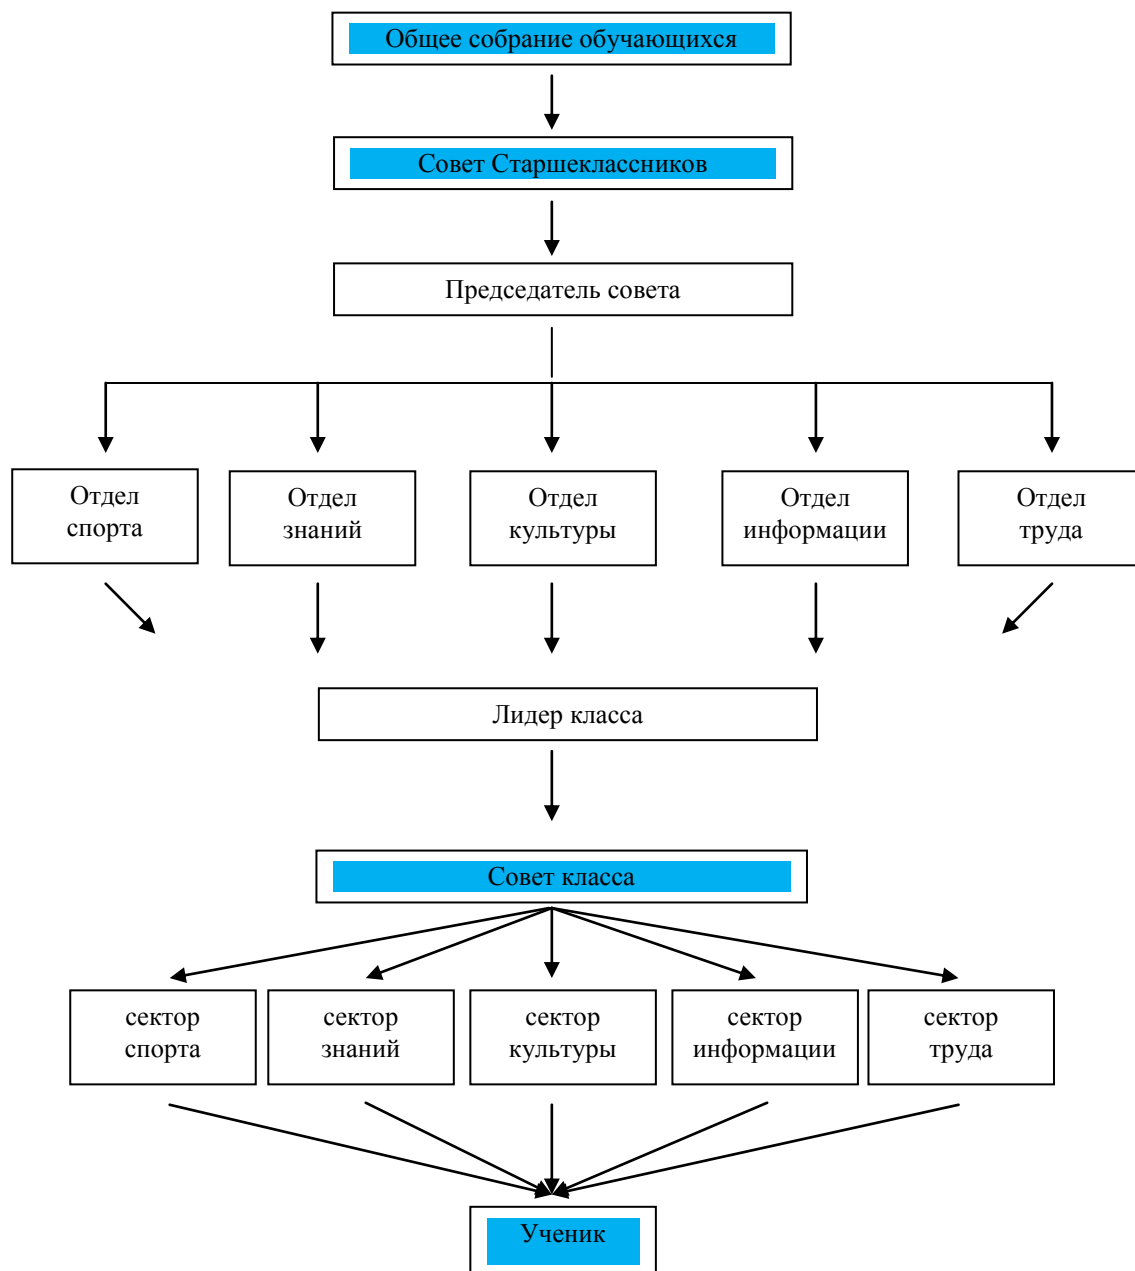 Общее собрание обучающихся
Совет Старшеклассников
Председатель совета
Отдел
спорта
Отдел
знаний
Отдел
культуры
Отдел
информации
Отдел
труда
Лидер класса
Совет класса
сектор
спорта
сектор
знаний
сектор
культуры
сектор
информации
сектор
труда
Ученик